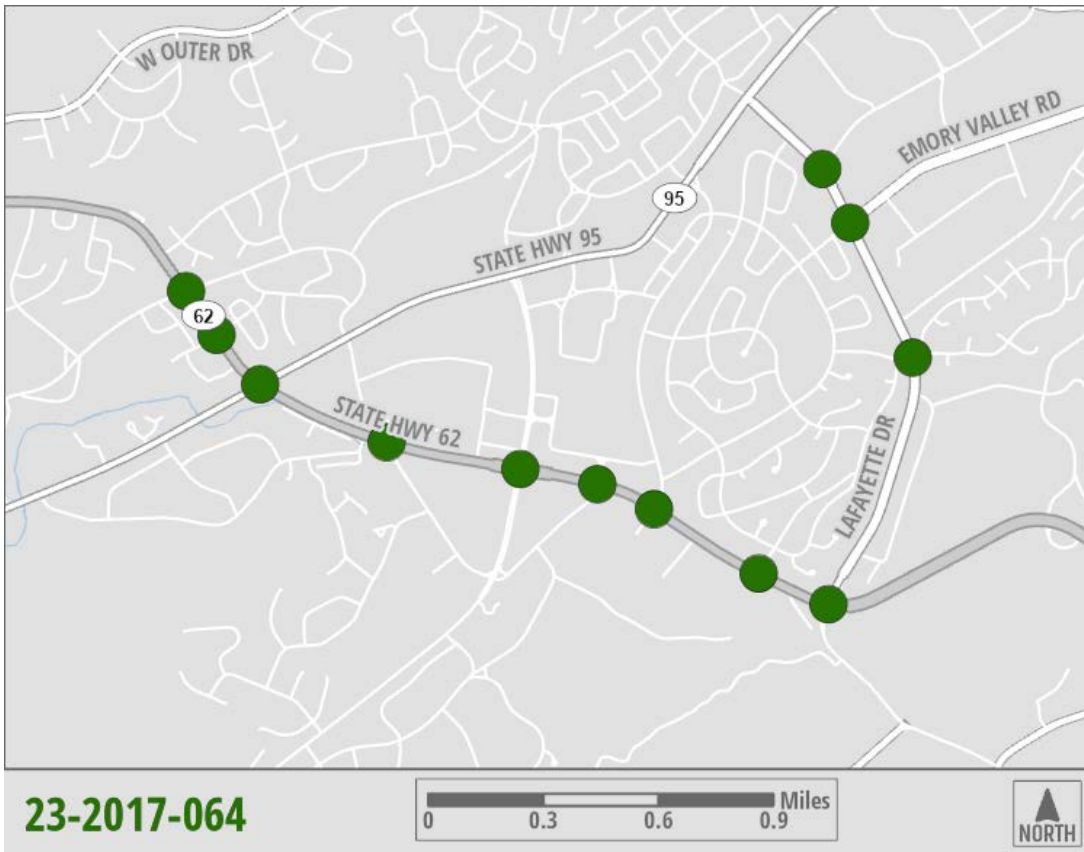 W OUTER DR
EMORY VALLEY RD
95
STATE HWY 95
62
STATE HWY 62
LAFAYETTE DR
23-2017-064
Miles
0 0.3 0.6 0.9
NORTH